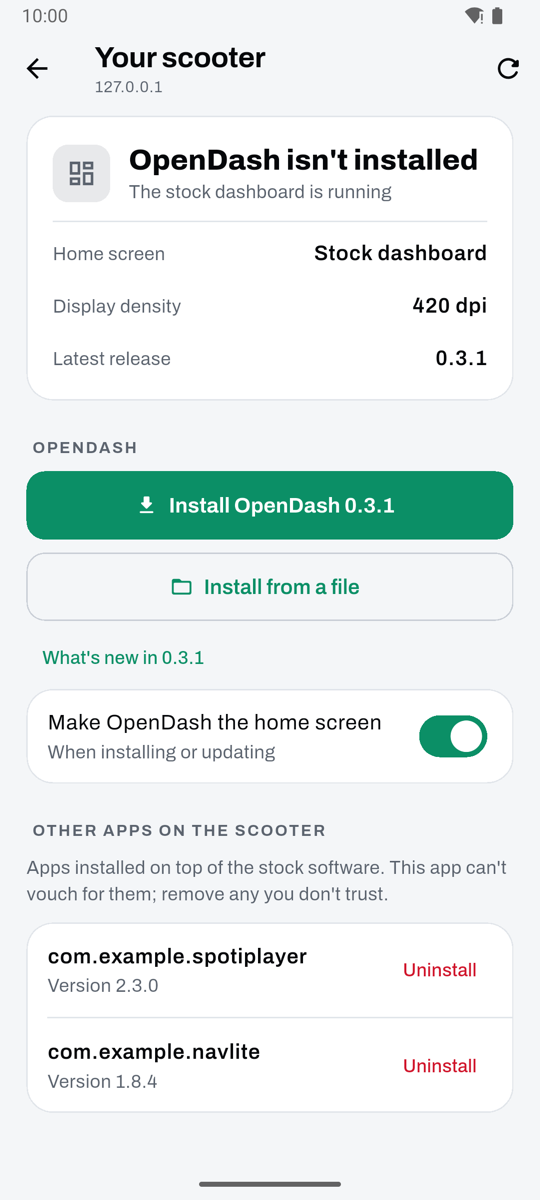 10:00
Your scooter
127.0.0.1
OpenDash isn't installed
The stock dashboard is running
Home screen
Stock dashboard
Display density
420 dpi
Latest release
0.3.1
OPENDASH
Install OpenDash 0.3.1
Install from a file
What's new in 0.3.1
Make OpenDash the home screen
When installing or updating
OTHER APPS ON THE SCOOTER
Apps installed on top of the stock software. This app can't
vouch for them; remove any you don't trust.
com.example.spotiplayer
Version 2.3.0
Uninstall
com.example.navlite
Version 1.8.4
Uninstall